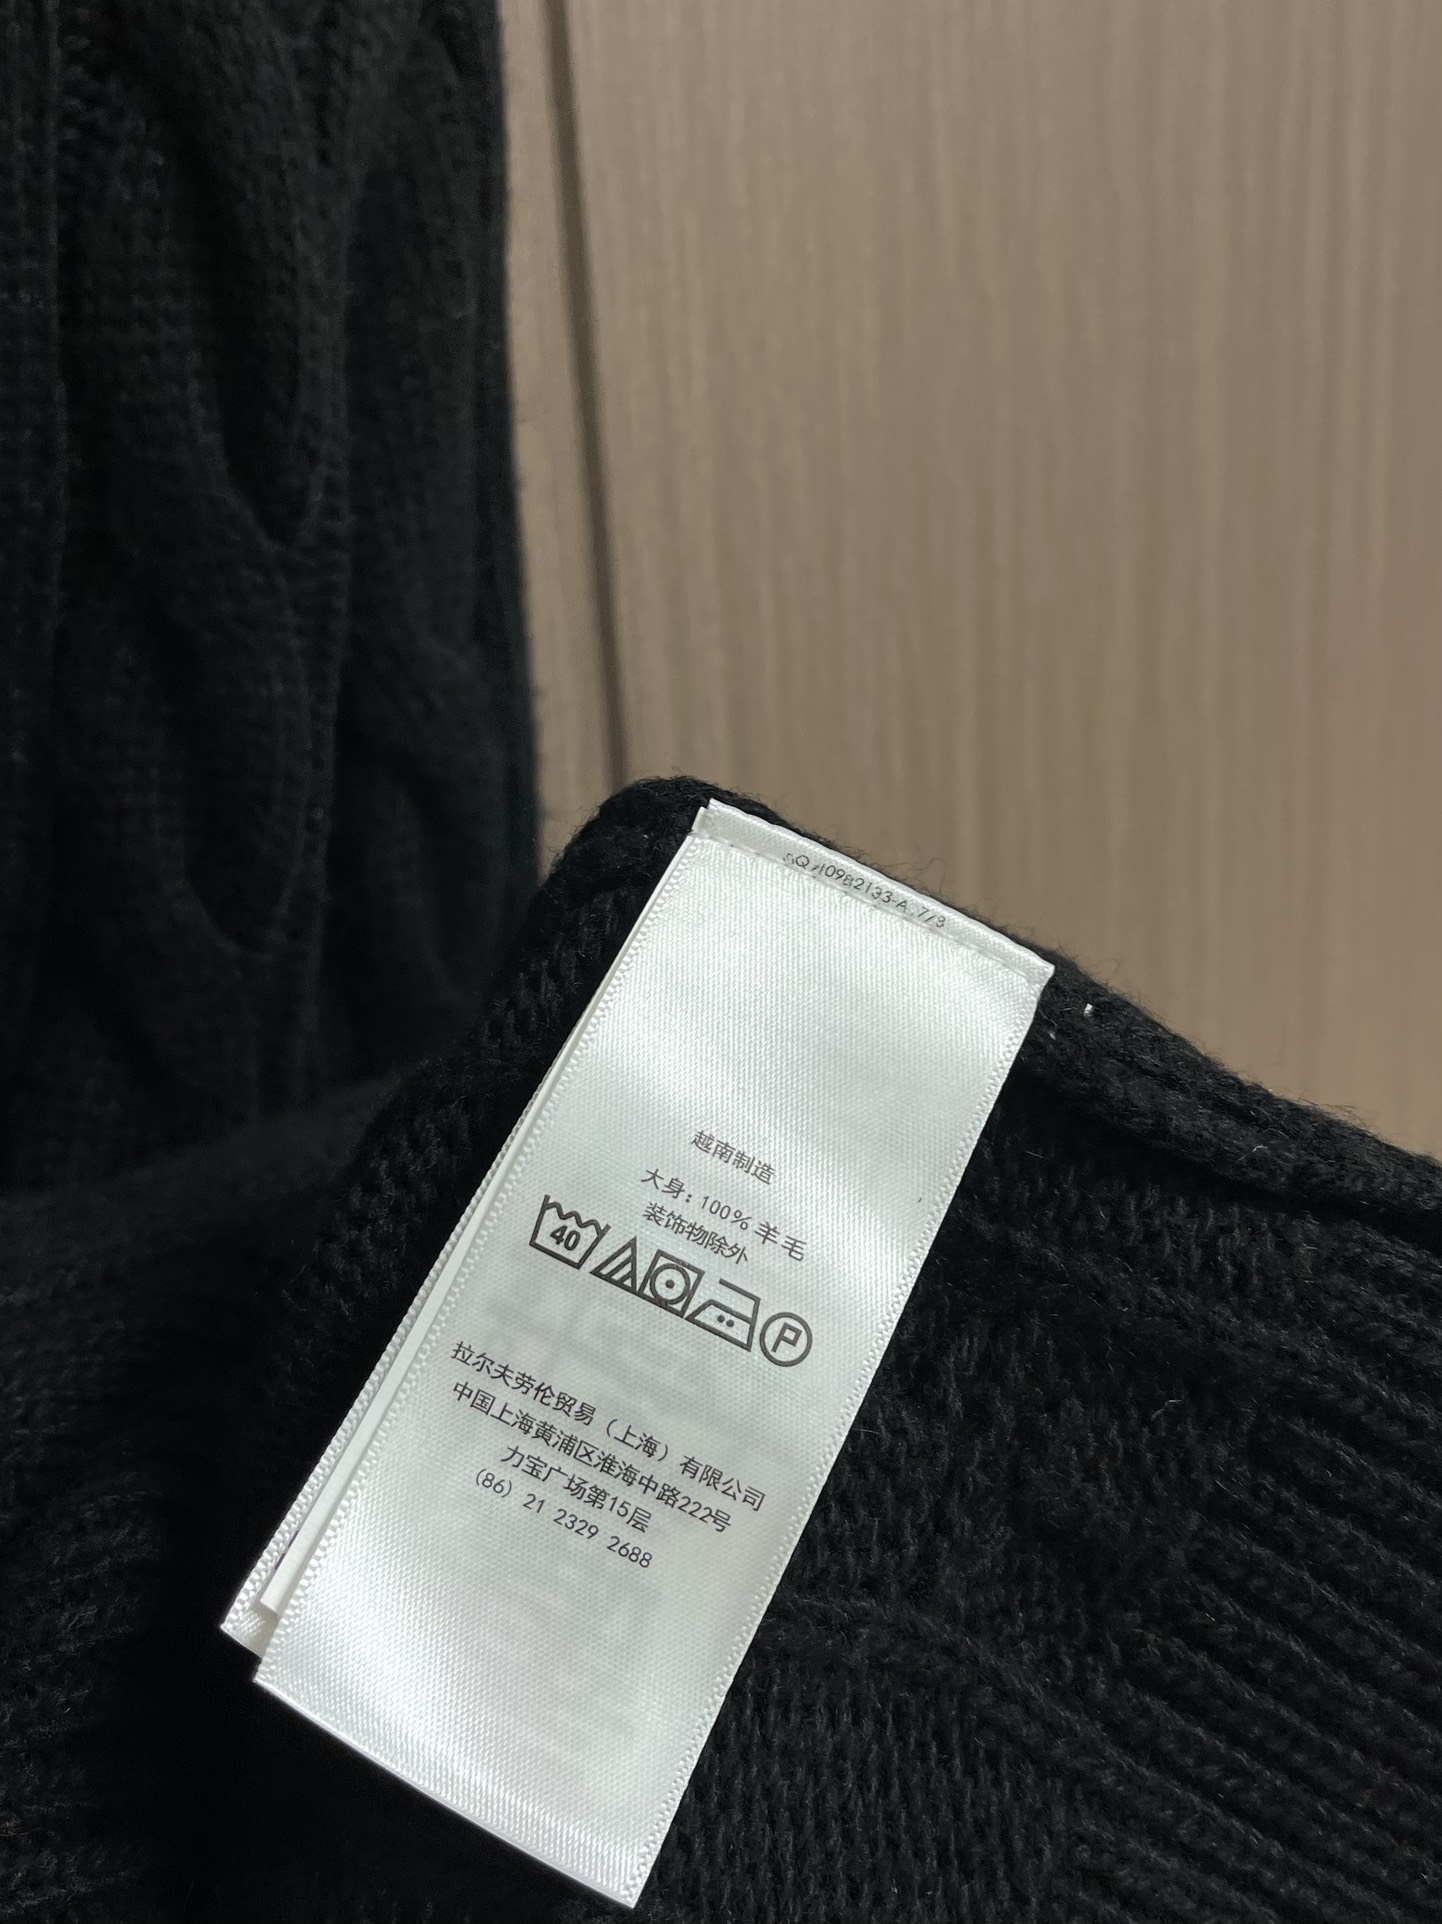 越南制造
大身: 100% 羊毛
装饰物除外
40 P
拉尔夫劳伦贸易（上海）有限公司
中国上海黄浦区淮海中路222号
力宝广场第15层
(86) 21 2329 2688